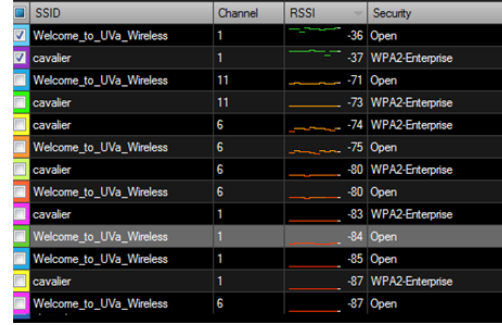 SSID Channel RSSI Security
Welcome_to_UVa_Wireless 1 -36 Open
cavalier 1 -37 WPA2-Enterprise
Welcome_to_UVa_Wireless 11 -71 Open
cavalier 11 -73 WPA2-Enterprise
cavalier 6 -74 WPA2-Enterprise
Welcome_to_UVa_Wireless 6 -75 Open
cavalier 6 -80 WPA2-Enterprise
Welcome_to_UVa_Wireless 6 -80 Open
cavalier 1 -83 WPA2-Enterprise
Welcome_to_UVa_Wireless 1 -84 Open
Welcome_to_UVa_Wireless 1 -85 Open
cavalier 1 -87 WPA2-Enterprise
Welcome_to_UVa_Wireless 6 -87 Open